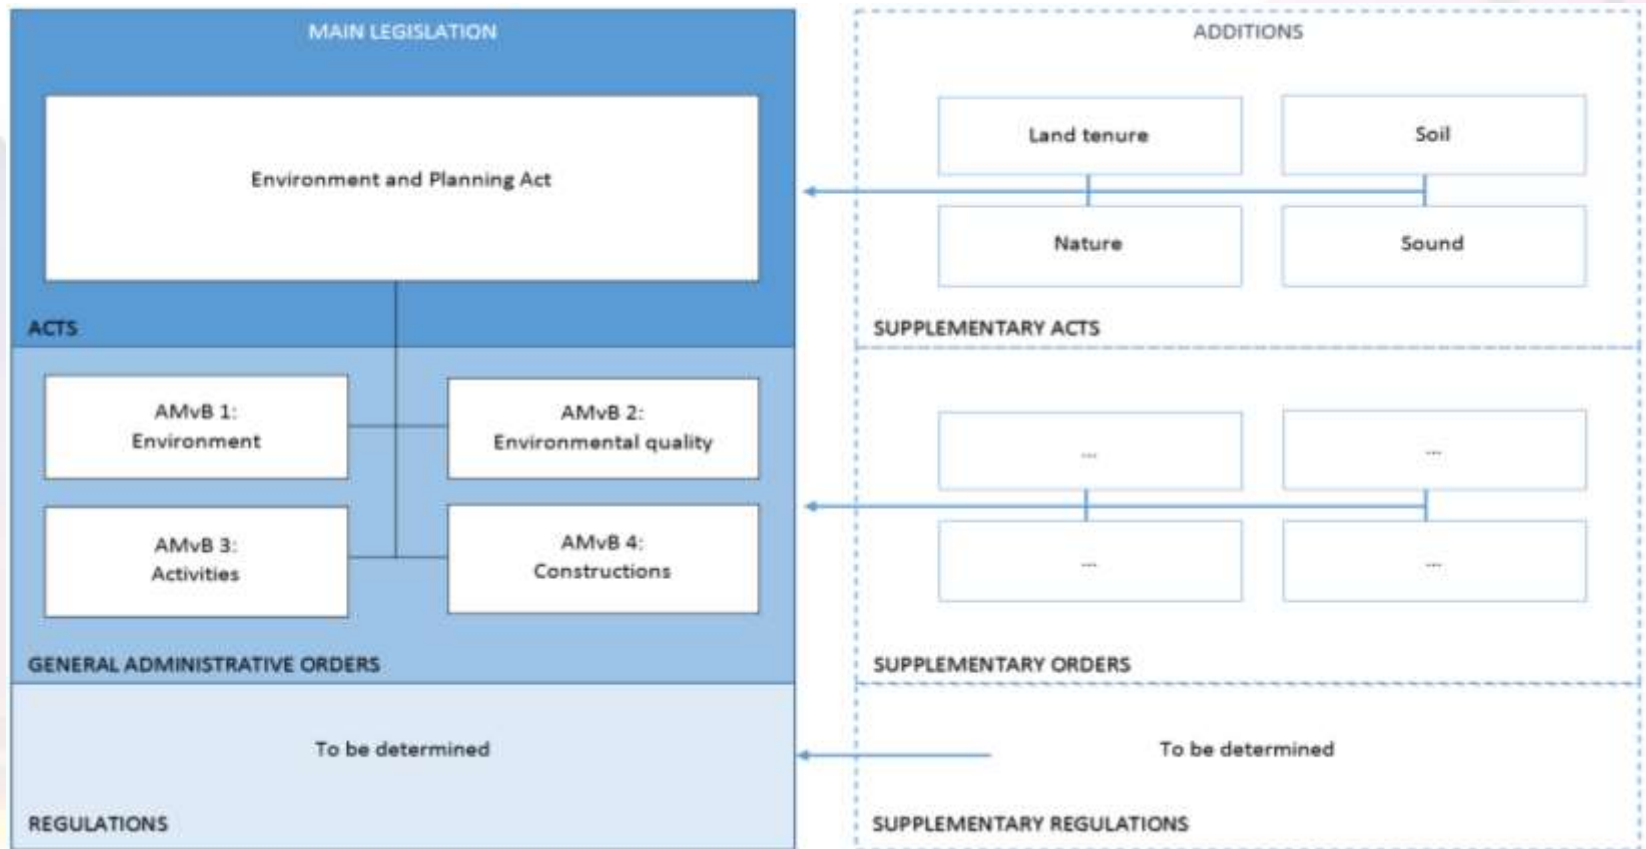 MAIN LEGISLATION
Environment and Planning Act
ACTS
AMvB 1:
Environment
AMvB 2:
Environmental quality
AMvB 3:
Activities
AMvB 4:
Constructions
GENERAL ADMINISTRATIVE ORDERS
To be determined
REGULATIONS
ADDITIONS
Land tenure
Soil
Nature
Sound
SUPPLEMENTARY ACTS
...
...
...
...
SUPPLEMENTARY ORDERS
To be determined
SUPPLEMENTARY REGULATIONS